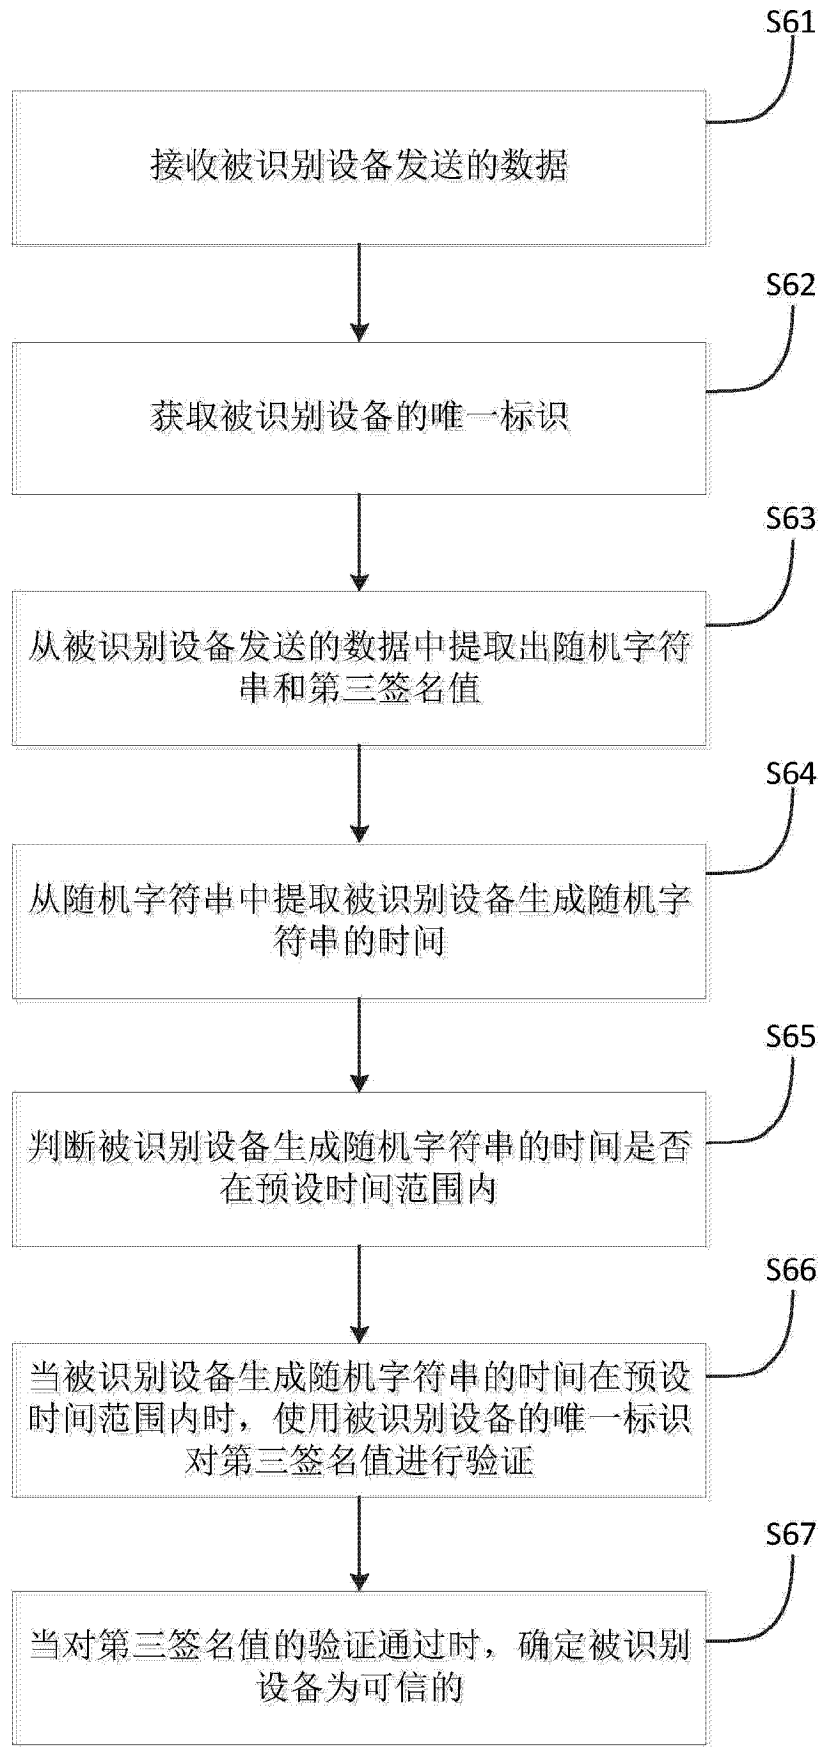 S61
接收被识别设备发送的数据
S62
获取被识别设备的唯一标识
S63
从被识别设备发送的数据中提取出随机字符
串和第三签名值
S64
从随机字符串中提取被识别设备生成随机字
符串的时间
S65
判断被识别设备生成随机字符串的时间是否
在预设时间范围内
S66
当被识别设备生成随机字符串的时间在预设
时间范围内时，使用被识别设备的唯一标识
对第三签名值进行验证
S67
当对第三签名值的验证通过时，确定被识别
设备为可信的